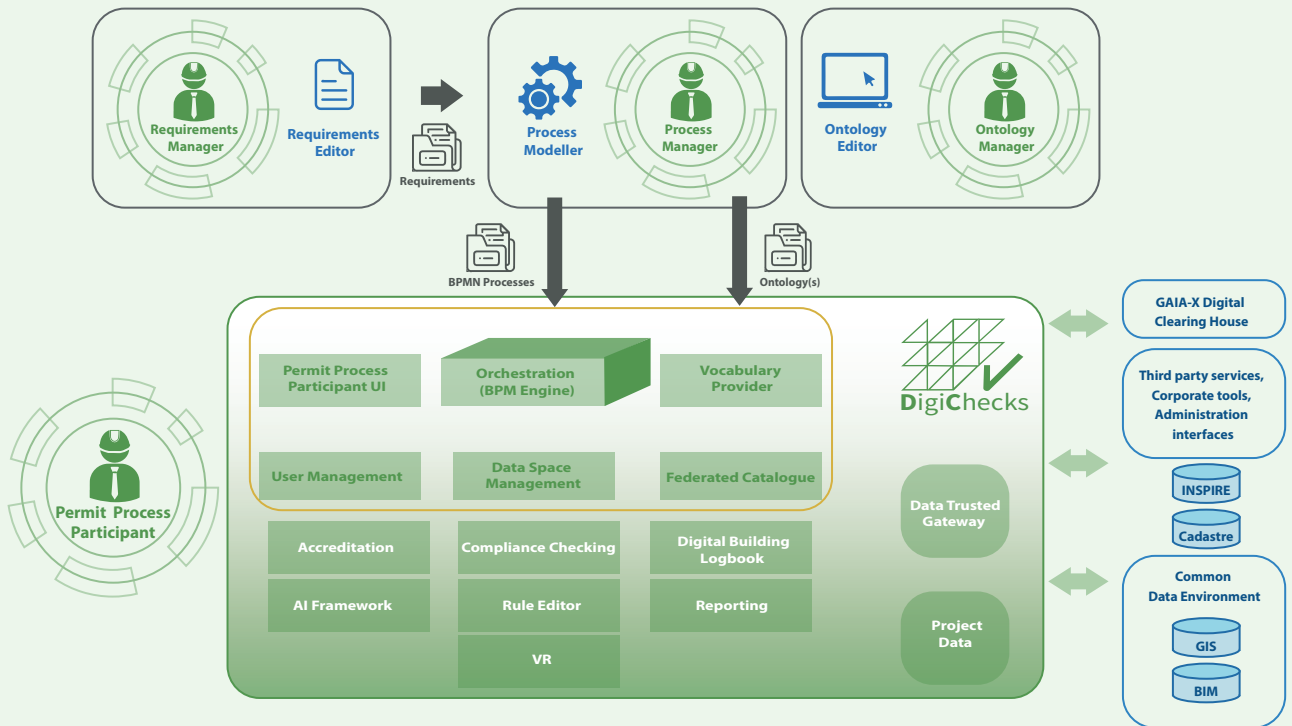 Requirements
Manager
Requirements
Editor
Requirements
Process
Modeller
Process
Manager
Ontology
Editor
Ontology
Manager
BPMN Processes
Ontology(s)
Permit Process
Participant
Permit Process
Participant UI
Orchestration
(BPM Engine)
Vocabulary
Provider
User Management
Data Space
Management
Federated Catalogue
Accreditation
Compliance Checking
Digital Building
Logbook
AI Framework
Rule Editor
Reporting
VR
DigiChecks
Data Trusted
Gateway
Project
Data
GAIA-X Digital
Clearing House
Third party services,
Corporate tools,
Administration
interfaces
INSPIRE
Cadastre
Common
Data Environment
GIS
BIM